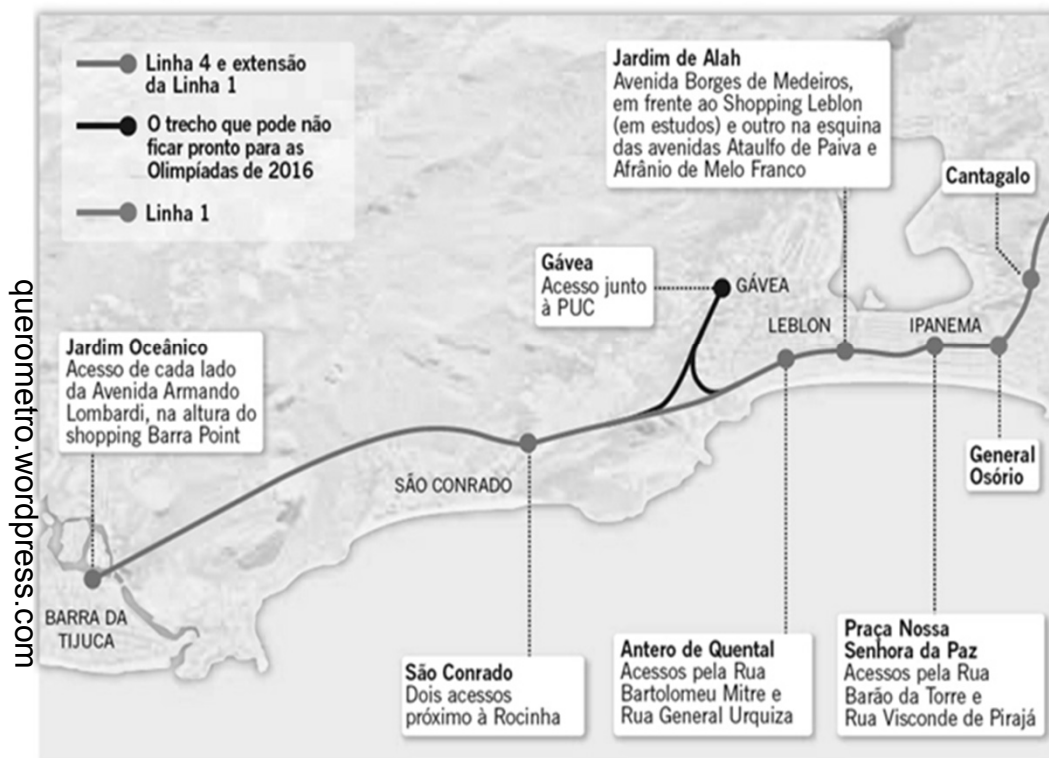 Linha 4 e extensão
da Linha 1
O trecho que pode não
ficar pronto para as
Olimpíadas de 2016
Linha 1
Jardim de Alah
Avenida Borges de Medeiros,
em frente ao Shopping Leblon
(em estudos) e outro na esquina
das avenidas Ataulfo de Paiva e
Afrânio de Melo Franco
Cantagalo
Gávea
Acesso junto
à PUC
GÁVEA
LEBLON
IPANEMA
Jardim Oceânico
Acesso de cada lado
da Avenida Armando
Lombardi, na altura do
shopping Barra Point
General
Osório
SÃO CONRADO
BARRA DA
TIJUCA
São Conrado
Dois acessos
próximo à Rocinha
Antero de Quental
Acessos pela Rua
Bartolomeu Mitre e
Rua General Urquiza
Praça Nossa
Senhora da Paz
Acessos pela Rua
Barão da Torre e
Rua Visconde de Pirajá
querometro.wordpress.com